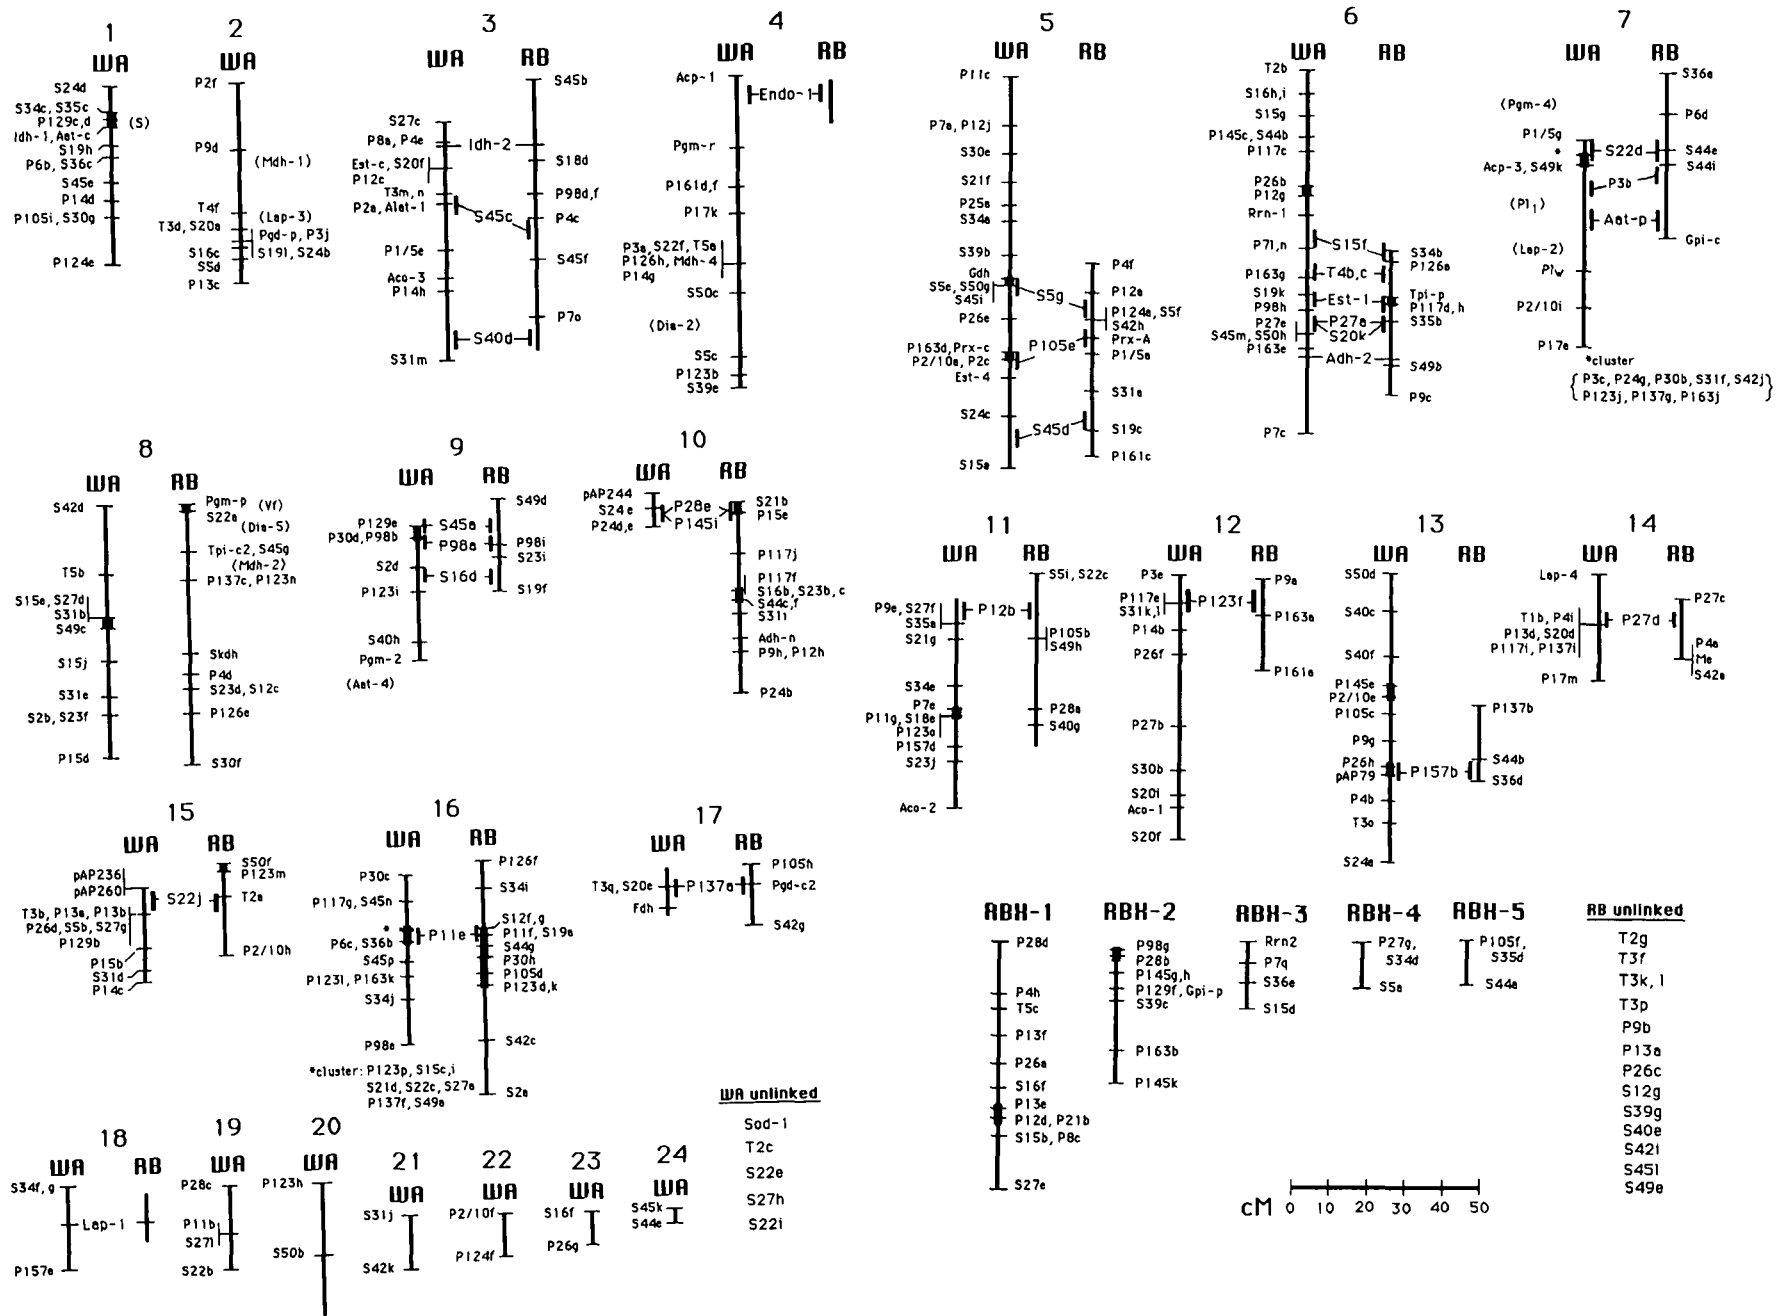 1
WA
S24d
S34c, S35c
P129c,d
(S)
Idh-1, Aat-c
S19h
P6b, S36c
S45e
P14d
P105i, S30g
P124e
2
WA
P2f
P9d
(Mdh-1)
T4f
(Lap-3)
T3d, S20a
Pgd-p, P3j
S16c
S19l, S24b
S5d
P13c
3
WA RB
S27c
P8a, P4e
Idh-2
Est-c, S20f
P12c
T3m, n
P2a, Alat-1
S45c
P1/5e
Aco-3
P14h
S40d
S31m
S45b
S18d
P98d,f
P4c
S45f
P7o
4
WA RB
Acp-1
Endo-1
Pgm-r
P161d,f
P17k
P3a, S22f, T5a
P126h, Mdh-4
P14g
S50c
(Dia-2)
S5c
P123b
S39e
5
WA RB
P11c
P7a, P12j
S30e
S21f
P25a
S34a
S39b
Gdh
S5e, S50g
S45i
S5g
P26e
P163d, Prx-c
P2/10a, P2c
P105e
Est-4
S24c
S45d
S15a
P4f
P12a
P124a, S5f
S42h
Prx-A
P1/5a
S31a
S19c
P161c
6
WA RB
T2b
S16h,i
S15g
P145c, S44b
P117c
P26b
P12g
Rrn-1
P7l,n
S15f
P163g
T4b,c
S19k
Est-1
P98h
P27e
P27a
S45m, S50h
S20k
P163e
Adh-2
P7c
S34b
P126a
Tpi-p
P117d,h
S35b
S49b
P9c
7
WA RB
(Pgm-4)
P1/5g
*
S22d
Acp-3, S49k
P3b
(Pl1)
Aat-p
(Lap-2)
Plw
P2/10i
P17e
S36a
P6d
S44e
S44i
Gpi-c
*cluster
P3c, P24g, P30b, S31f, S42j
P123j, P137g, P163j
8
WA RB
S42d
T5b
S15e, S27d
S31b
S49c
S15j
S31e
S2b, S23f
P15d
Pgm-p (Vf)
S22a
(Dia-5)
Tpi-c2, S45g
(Mdh-2)
P137c, P123n
Skdh
P4d
S23d, S12c
P126e
S30f
9
WA RB
P129e
S45a
P30d, P98b
P98a
S2d
S16d
P123i
S40h
Pgm-2
(Aat-4)
S49d
P98i
S23i
S19f
10
WA RB
pAP244
S24e
P28e
P24d,e
P145i
S21b
P15e
P117j
P117f
S16b, S23b, c
S44c,f
S31i
Adh-n
P9h, P12h
P24b
11
WA RB
P9e, S27f
P12b
S35a
S21g
S34e
P7e
P11g, S18e
P123o
P157d
S23j
Aco-2
S5i, S22c
P105b
S49h
P28a
S40g
12
WA RB
P3e
P117e
P123f
S31k,l
P14b
P26f
P27b
S30b
S20i
Aco-1
S20f
P9a
P163a
P161a
13
WA RB
S50d
S40c
S40f
P145e
P2/10e
P105c
P9g
P26h
pAP79
P157b
P4b
T3o
S24a
P137b
S44b
S36d
14
WA RB
Lap-4
T1b, P4i
P27d
P13d, S20d
P117i, P137i
P17m
P27c
P4a
Me
S42a
15
WA RB
pAP236
pAP260
S22j
T3b, P13a, P13b
P26d, S5b, S27g
P129b
P15b
S31d
P14c
S50f
P123m
T2a
P2/10h
16
WA RB
P30c
P117g, S45n
*
P11e
P6c, S36b
S45p
P123l, P163k
S34j
P98e
P126f
S34i
S12f,g
P11f, S19a
S44g
P30h
P105d
P123d,k
S42c
S2a
*cluster: P123p, S15c,i
S21d, S22c, S27a
P137f, S49a
17
WA RB
T3q, S20e
P137a
Fdh
P105h
Pgd-c2
S42g
18
WA RB
S34f,g
Lap-1
P157e
19
WA
P28c
P11b
S27l
S22b
20
WA
P123h
S50b
21
WA
S31j
S42k
22
WA
P2/10f
P124f
23
WA
S16f
P26g
24
WA
S45k
S44e
WA unlinked
Sod-1
T2c
S22e
S27h
S22i
RBH-1
P28d
P4h
T5c
P13f
P26a
S16f
P13e
P12d, P21b
S15b, P8c
S27e
RBH-2
P98g
P28b
P145g,h
P129f, Gpi-p
S39c
P163b
P145k
RBH-3
Rrn2
P7q
S36e
S15d
RBH-4
P27g,
S34d
S5a
RBH-5
P105f,
S35d
S44a
RB unlinked
T2g
T3f
T3k, l
T3p
P9b
P13a
P26c
S12g
S39g
S40e
S42l
S45l
S49e
cM 0 10 20 30 40 50